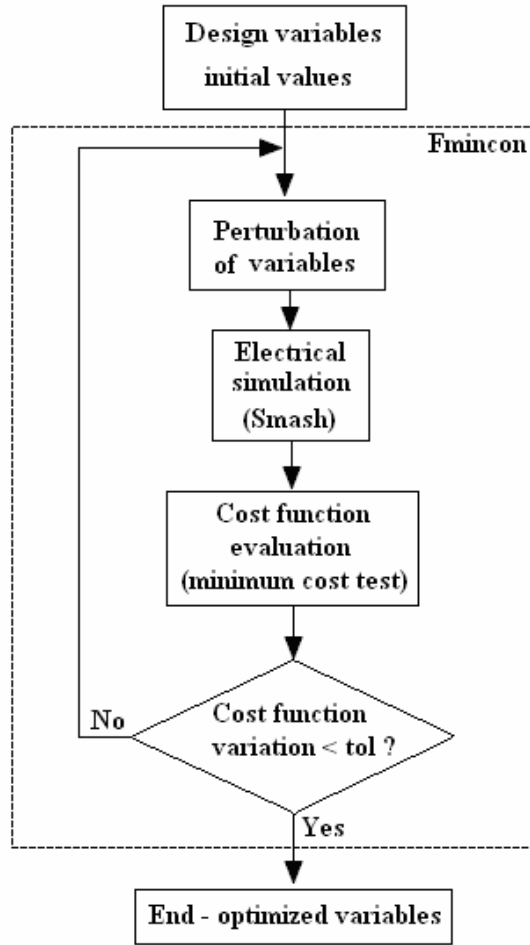 Design variables
initial values
Fmincon
Perturbation
of variables
Electrical
simulation
(Smash)
Cost function
evaluation
(minimum cost test)
Cost function
variation < tol ?
No
Yes
End - optimized variables